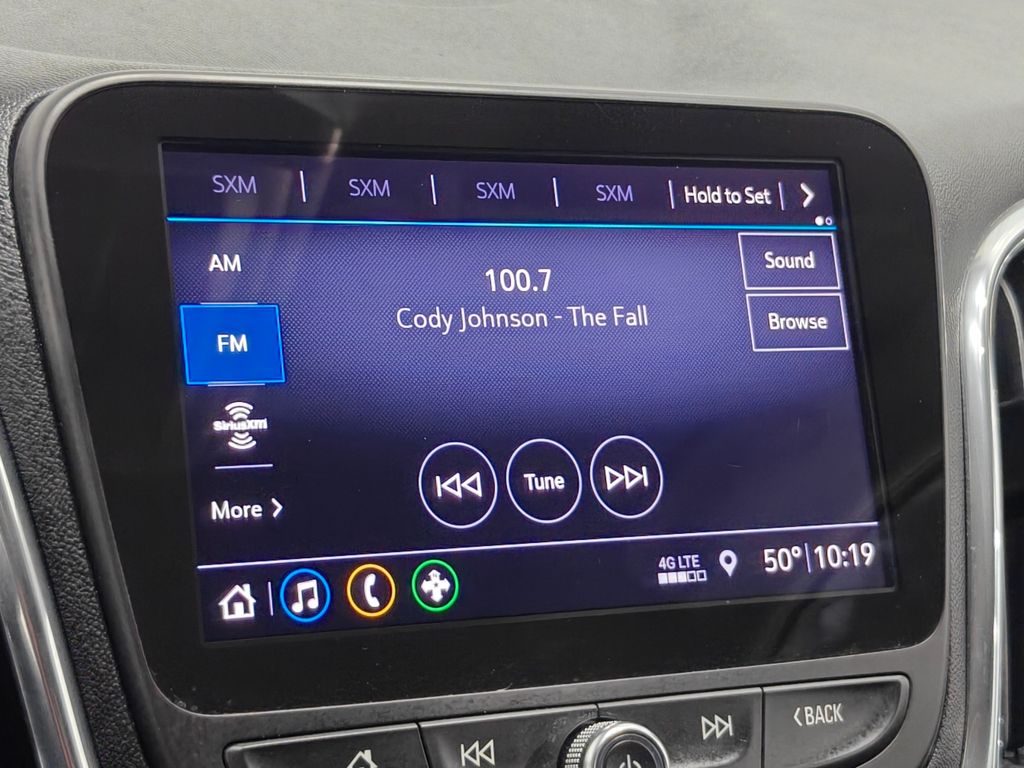 SXM SXM SXM SXM Hold to Set
AM
100.7
Sound
Cody Johnson - The Fall
Browse
FM
SiriusXM
Tune
More
4G LTE
50° 10:19
BACK